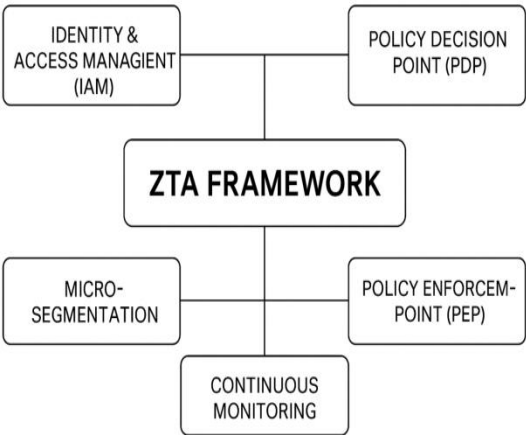 IDENTITY &
ACCESS MANAGIENT
(IAM)
POLICY DECISION
POINT (PDP)
ZTA FRAMEWORK
MICRO-
SEGMENTATION
POLICY ENFORCEM-
POINT (PEP)
CONTINUOUS
MONITORING